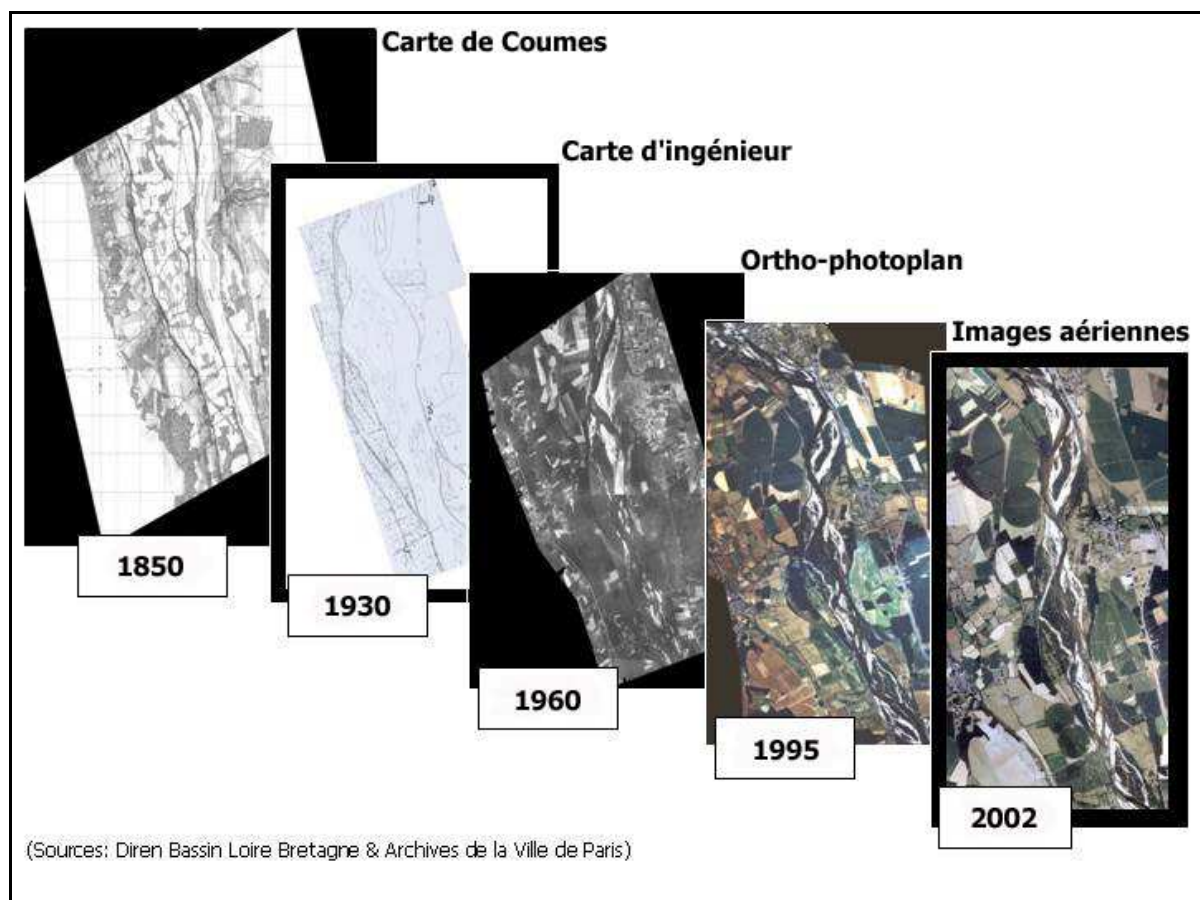 Carte de Coumes
Carte d'ingénieur
Ortho-photoplan
Images aériennes
1850
1930
1960
1995
2002
(Sources: Diren Bassin Loire Bretagne & Archives de la Ville de Paris)